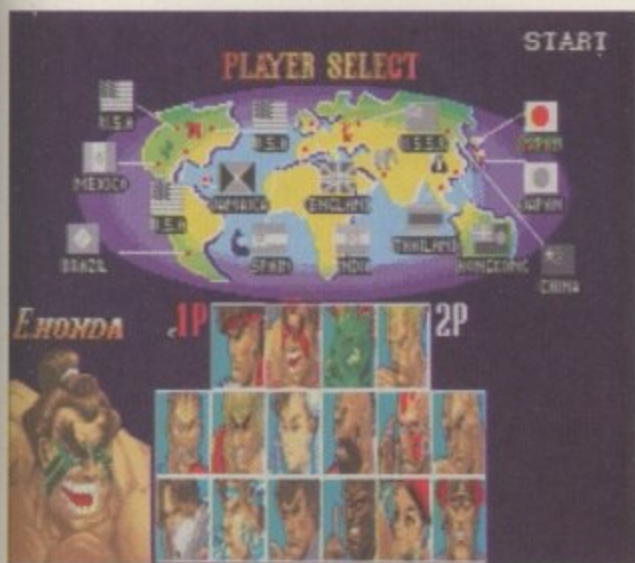 START
PLAYER SELECT
U.S.A
U.S.A
U.S.S.R
JAPAN
MEXICO
U.S.A
JAMAICA
ENGLAND
JAPAN
BRAZIL
SPAIN
INDIA
THAILAND
HONGKONG
CHINA
E.HONDA
1P
2P